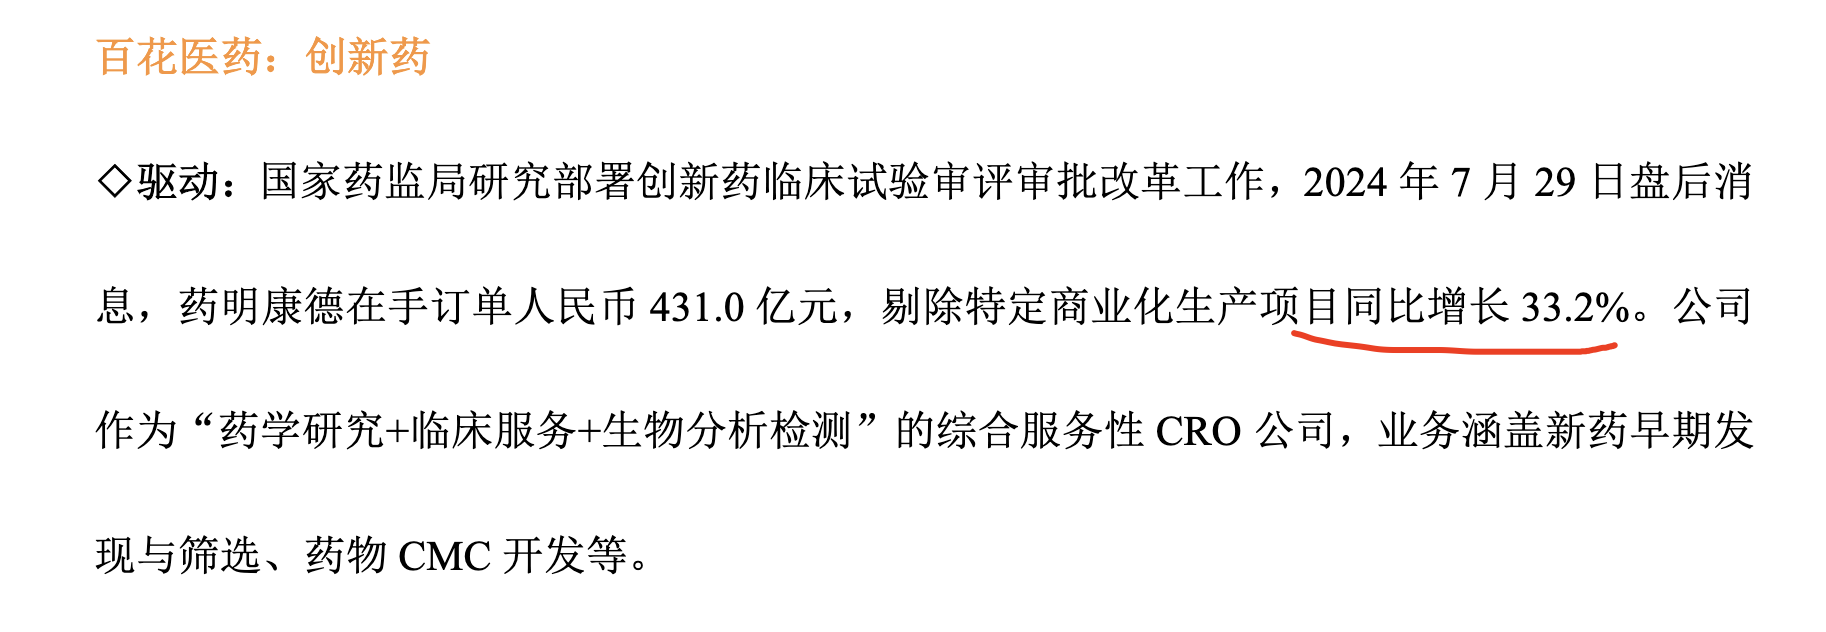 百花医药：创新药
◇驱动：国家药监局研究部署创新药临床试验审评审批改革工作，2024 年 7 月 29 日盘后消
息，药明康德在手订单人民币 431.0 亿元，剔除特定商业化生产项目同比增长 33.2%。公司
作为“药学研究+临床服务+生物分析检测”的综合服务性 CRO 公司，业务涵盖新药早期发
现与筛选、药物 CMC 开发等。